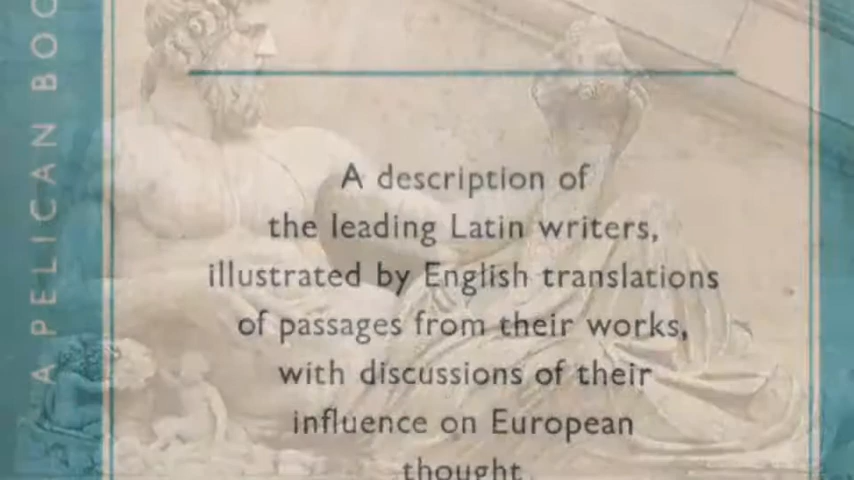 A PELICAN BOO
A description of
the leading Latin writers,
illustrated by English translations
of passages from their works,
with discussions of their
influence on European
thought